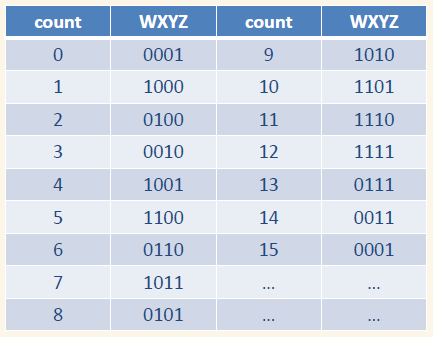 count WXYZ count WXYZ
0 0001 9 1010
1 1000 10 1101
2 0100 11 1110
3 0010 12 1111
4 1001 13 0111
5 1100 14 0011
6 0110 15 0001
7 1011 ... ...
8 0101 ... ...